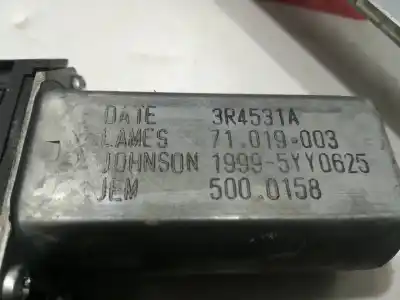 DATE 3R4531A
LAMES 71.019-003
JOHNSON 1999-5YY0625
JEM 500.0158